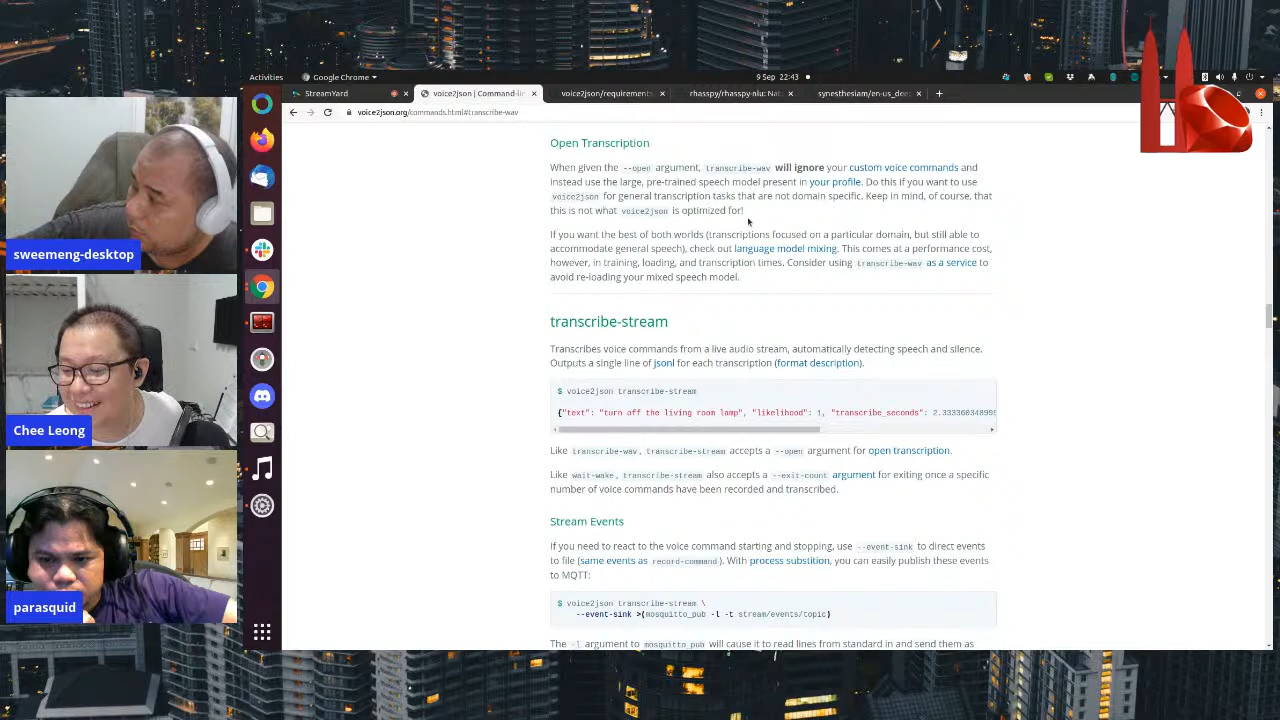 Activities
Google Chrome
9 Sep 22:43
StreamYard
voice2json | Command-lin
voice2json/requirements
rhasspy/rhasspy-nlu: Nat
synesthesiam/en-us_dee
voice2json.org/commands.html#transcribe-wav
sweemeng-desktop
Chee Leong
parasquid
Open Transcription
When given the --open argument, transcribe-wav will ignore your custom voice commands and
instead use the large, pre-trained speech model present in your profile. Do this if you want to use
voice2json for general transcription tasks that are not domain specific. Keep in mind, of course, that
this is not what voice2json is optimized for!
If you want the best of both worlds (transcriptions focused on a particular domain, but still able to
accommodate general speech), check out language model mixing. This comes at a performance cost,
however, in training, loading, and transcription times. Consider using transcribe-wav as a service to
avoid re-loading your mixed speech model.
transcribe-stream
Transcribes voice commands from a live audio stream, automatically detecting speech and silence.
Outputs a single line of jsonl for each transcription (format description).
$ voice2json transcribe-stream
{"text": "turn off the living room lamp", "likelihood": 1, "transcribe_seconds":
Like transcribe-wav, transcribe-stream accepts a --open argument for open transcription.
Like wait-wake, transcribe-stream also accepts a --exit-count argument for exiting once a specific
number of voice commands have been recorded and transcribed.
Stream Events
If you need to react to the voice command starting and stopping, use --event-sink to direct events
to file (same events as record-command). With process substitution, you can easily publish these events
to MQTT:
$ voice2json transcribe-stream \
--event-sink >(mosquitto_pub -l -t stream/events/topic)
The -l argument to mosquitto_pub will cause it to read lines from standard in and send them as